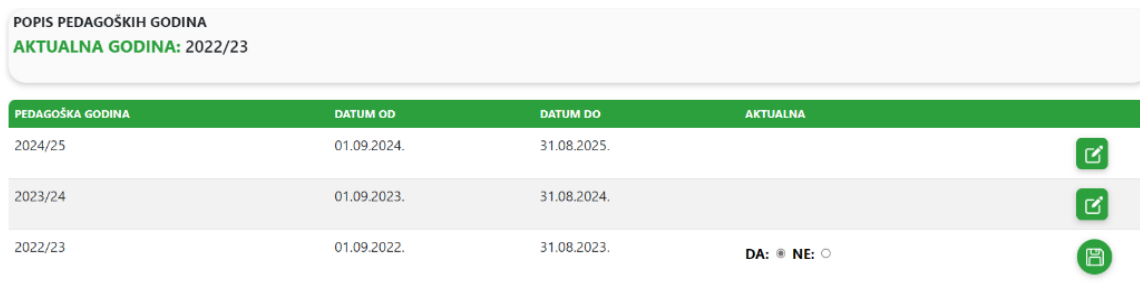 POPIS PEDAGOŠKIH GODINA
AKTUALNA GODINA: 2022/23
PEDAGOŠKA GODINA DATUM OD DATUM DO AKTUALNA
2024/25 01.09.2024. 31.08.2025.
2023/24 01.09.2023. 31.08.2024.
2022/23 01.09.2022. 31.08.2023. DA: NE: